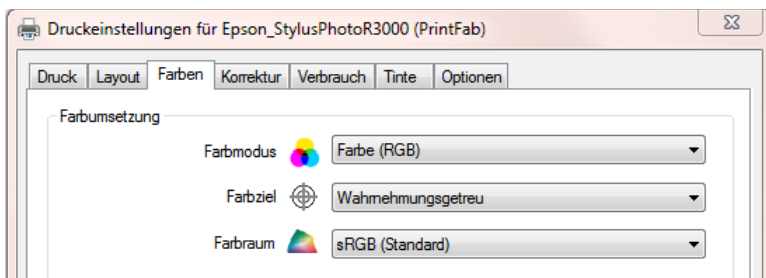 Druckeinstellungen für Epson_StylusPhotoR3000 (PrintFab)
Druck Layout Farben Korrektur Verbrauch Tinte Optionen
Farbumsetzung
Farbmodus Farbe (RGB)
Farbziel Wahrnehmungsgetreu
Farbraum sRGB (Standard)